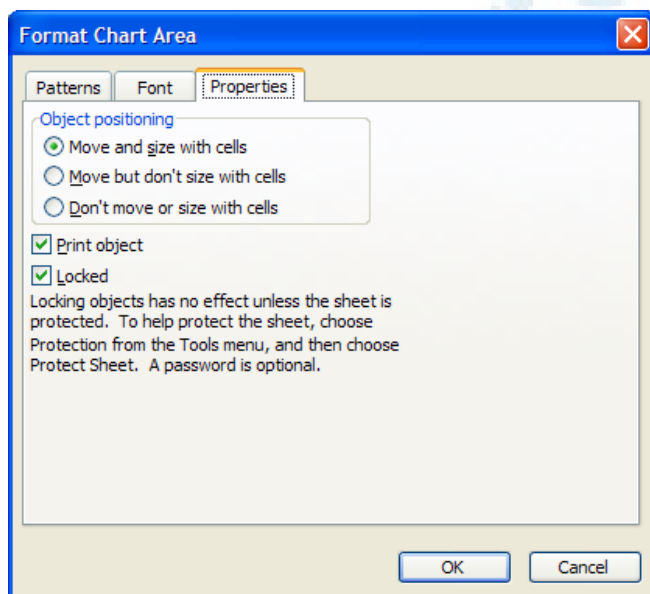 Format Chart Area
Patterns Font Properties
Object positioning
Move and size with cells
Move but don't size with cells
Don't move or size with cells
Print object
Locked
Locking objects has no effect unless the sheet is
protected. To help protect the sheet, choose
Protection from the Tools menu, and then choose
Protect Sheet. A password is optional.
OK Cancel